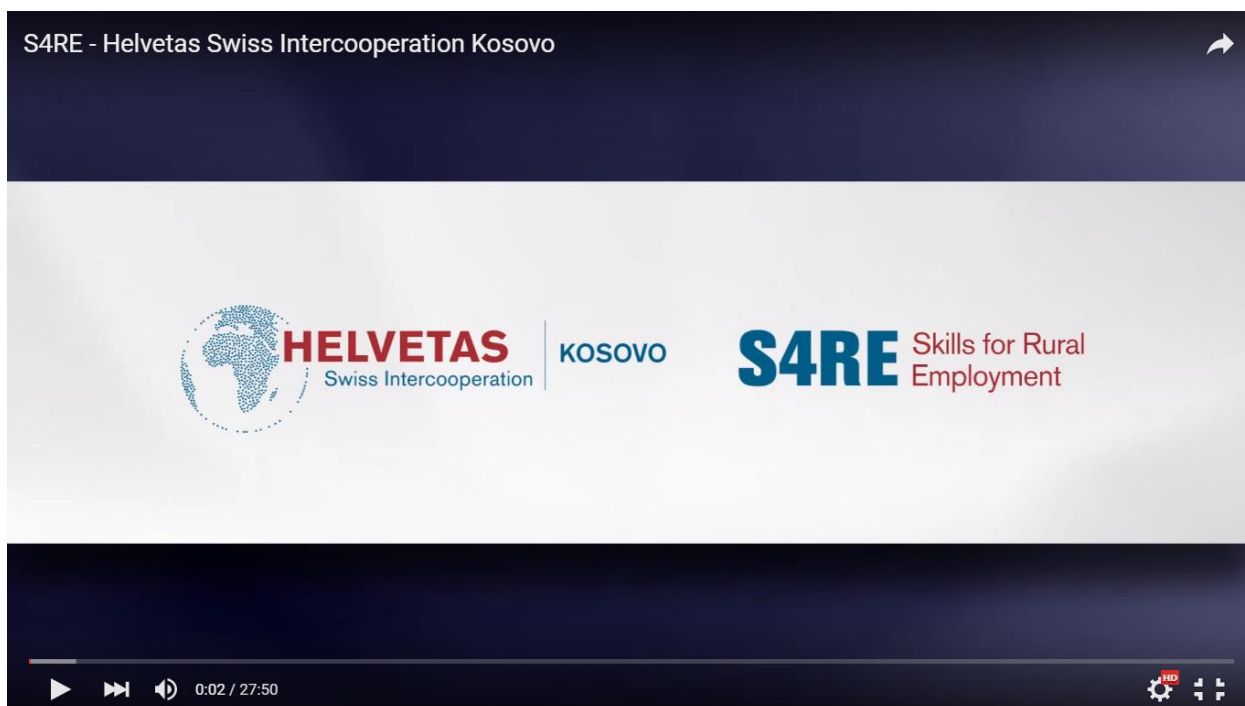 S4RE - Helvetas Swiss Intercooperation Kosovo
HELVETAS
Swiss Intercooperation
KOSOVO
S4RE
Skills for Rural
Employment
0:02 / 27:50
HD